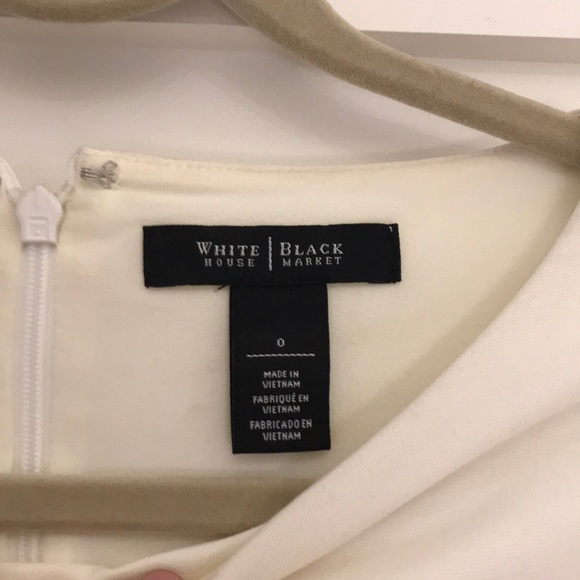 WHITE | BLACK
HOUSE | MARKET
0
MADE IN
VIETNAM
FABRIQUÉ EN
VIETNAM
FABRICADO EN
VIETNAM